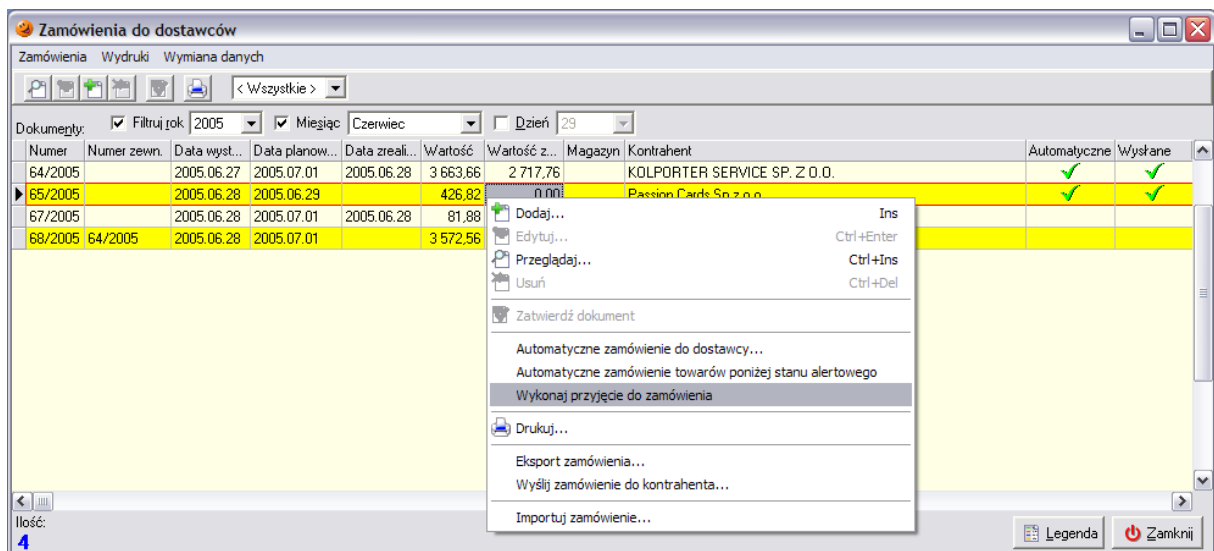 Zamówienia do dostawców
Zamówienia Wydruki Wymiana danych
< Wszystkie >
Dokumenty: Filtruj rok 2005 Miesiąc Czerwiec Dzień 29
Numer Numer zewn. Data wyst... Data planow... Data zreali... Wartość Wartość z... Magazyn Kontrahent Automatyczne Wysłane
64/2005 2005.06.27 2005.07.01 2005.06.28 3 663,66 2 717,76 KOLPORTER SERVICE SP. Z O.O.
65/2005 2005.06.28 2005.06.29 426,82 0,00 Passion Cards Sp.z o.o.
67/2005 2005.06.28 2005.07.01 2005.06.28 81,88
68/2005 64/2005 2005.06.28 2005.07.01 3 572,56
Dodaj... Ins
Edytuj... Ctrl+Enter
Przeglądaj... Ctrl+Ins
Usuń Ctrl+Del
Zatwierdź dokument
Automatyczne zamówienie do dostawcy...
Automatyczne zamówienie towarów poniżej stanu alertowego
Wykonaj przyjęcie do zamówienia
Drukuj...
Eksport zamówienia...
Wyślij zamówienie do kontrahenta...
Importuj zamówienie...
Ilość:
4
Legenda Zamknij